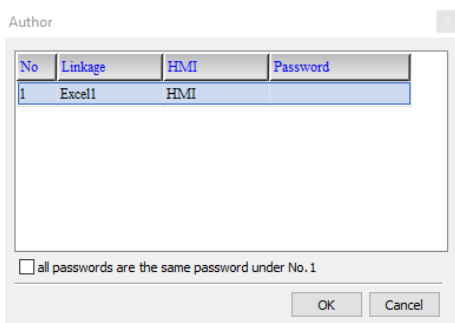 Author
No Linkage HMI Password
1 Excel1 HMI
all passwords are the same password under No.1
OK Cancel